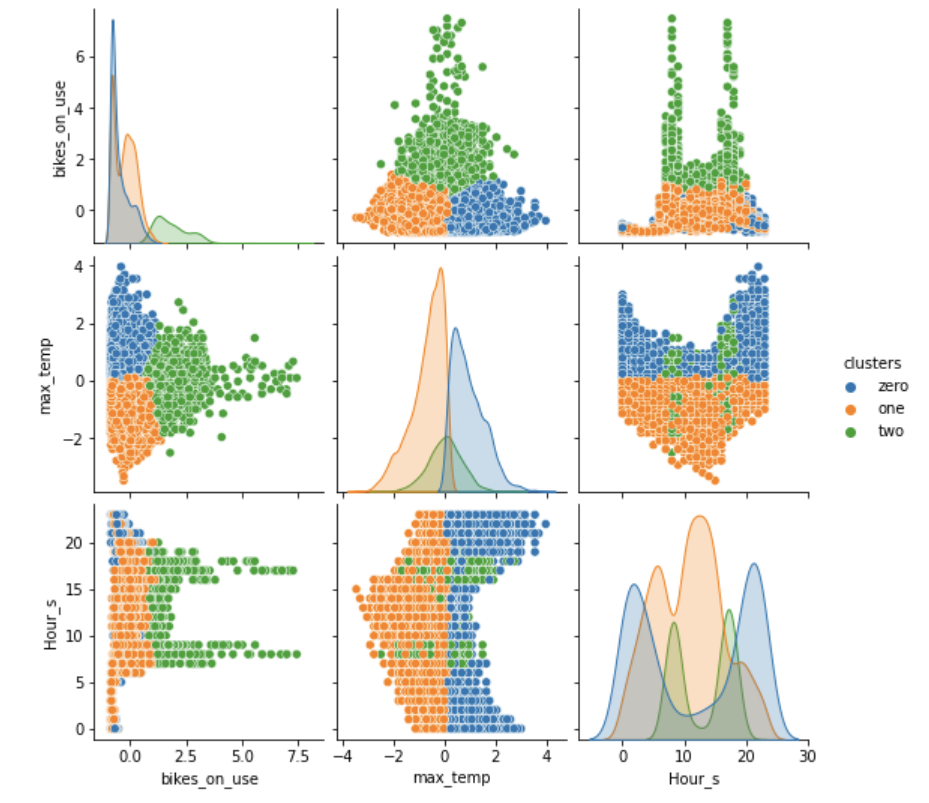 bikes_on_use
6
4
2
0
max_temp
4
2
0
−2
clusters
zero
one
two
Hour_s
20
15
10
5
0
0.0 2.5 5.0 7.5
−4 −2 0 2 4
0 10 20 30
bikes_on_use max_temp Hour_s